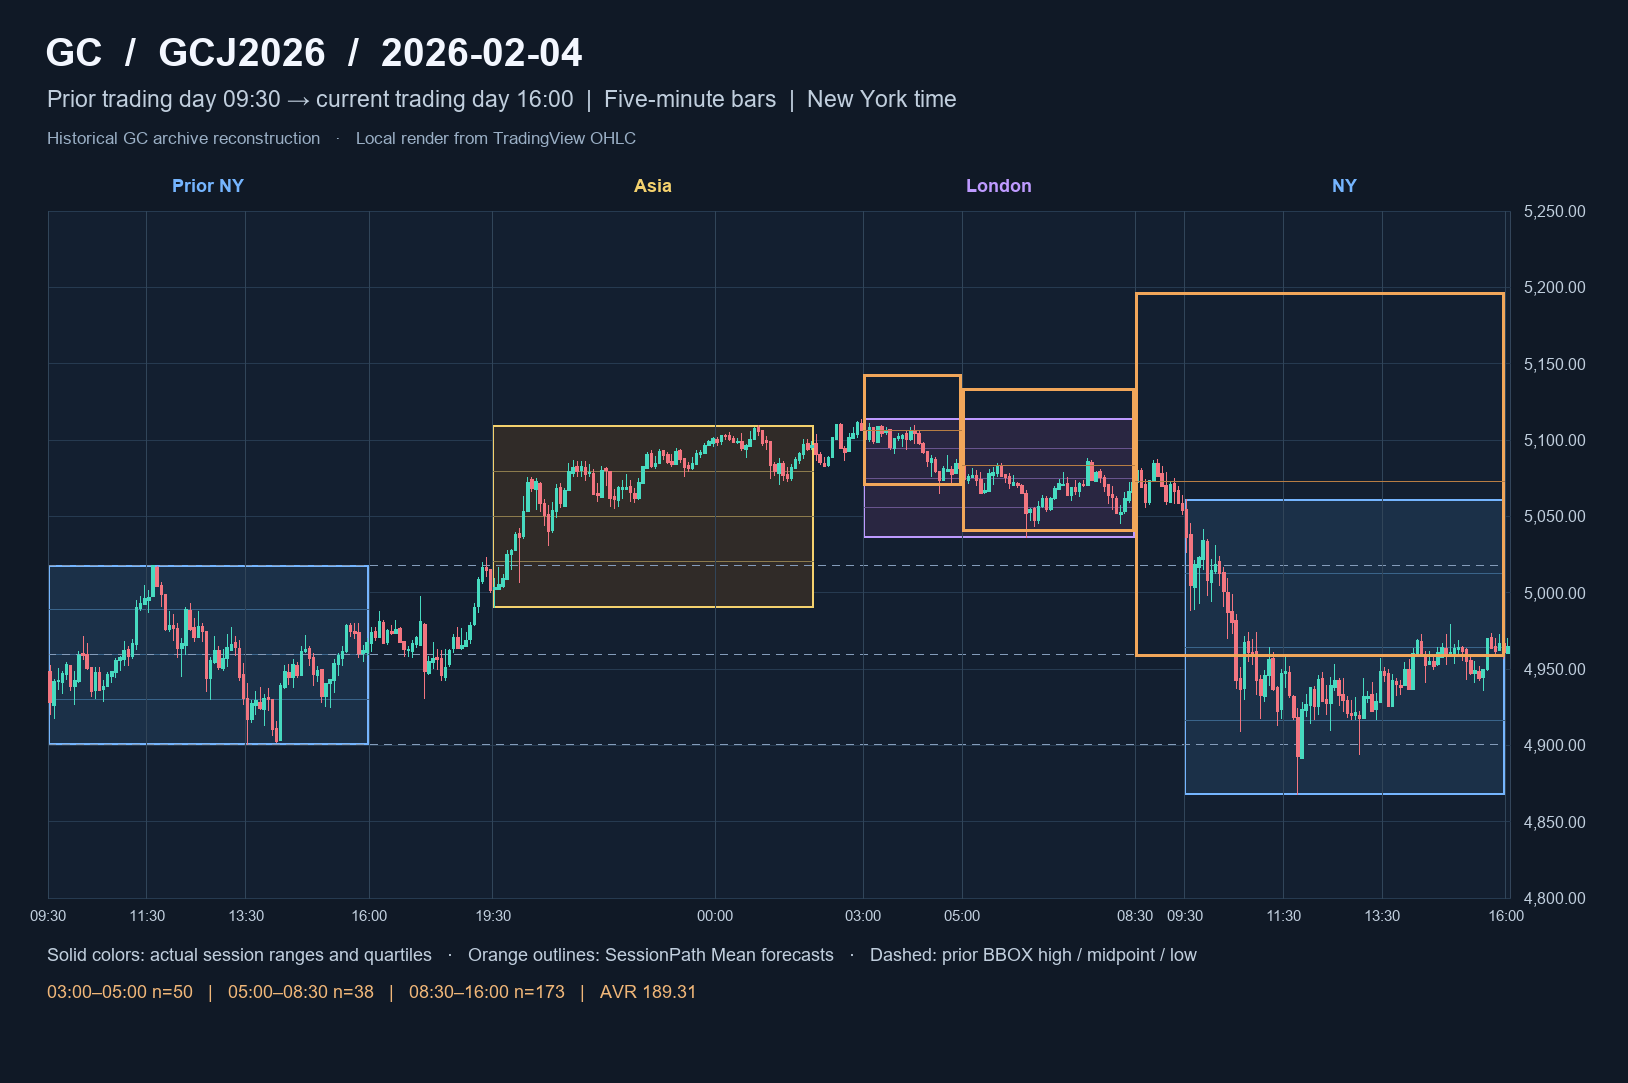 GC / GCJ2026 / 2026-02-04
Prior trading day 09:30 → current trading day 16:00 | Five-minute bars | New York time
Historical GC archive reconstruction · Local render from TradingView OHLC
Prior NY Asia London NY
5,250.00
5,200.00
5,150.00
5,100.00
5,050.00
5,000.00
4,950.00
4,900.00
4,850.00
4,800.00
09:30 11:30 13:30 16:00 19:30 00:00 03:00 05:00 08:30 09:30 11:30 13:30 16:00
Solid colors: actual session ranges and quartiles · Orange outlines: SessionPath Mean forecasts · Dashed: prior BBOX high / midpoint / low
03:00–05:00 n=50 | 05:00–08:30 n=38 | 08:30–16:00 n=173 | AVR 189.31